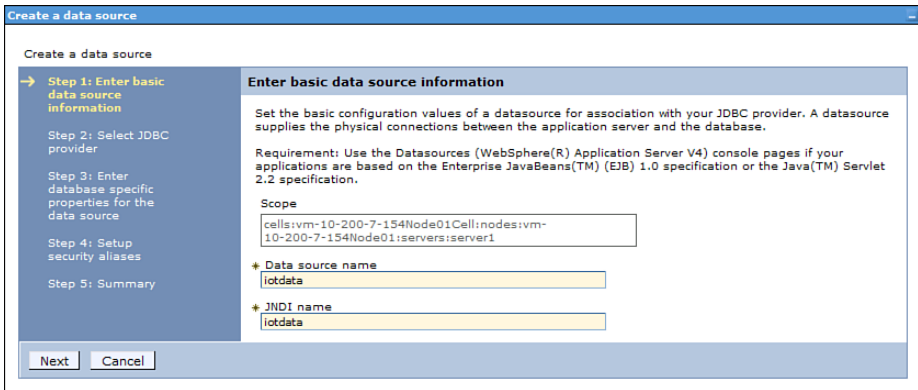 Create a data source
Create a data source
Step 1: Enter basic
data source
information
Step 2: Select JDBC
provider
Step 3: Enter
database specific
properties for the
data source
Step 4: Setup
security aliases
Step 5: Summary
Enter basic data source information
Set the basic configuration values of a datasource for association with your JDBC provider. A datasource
supplies the physical connections between the application server and the database.
Requirement: Use the Datasources (WebSphere(R) Application Server V4) console pages if your
applications are based on the Enterprise JavaBeans(TM) (EJB) 1.0 specification or the Java(TM) Servlet
2.2 specification.
Scope
cells:vm-10-200-7-154Node01Cell:nodes:vm-
10-200-7-154Node01:servers:server1
* Data source name
iotdata
* JNDI name
iotdata
Next Cancel